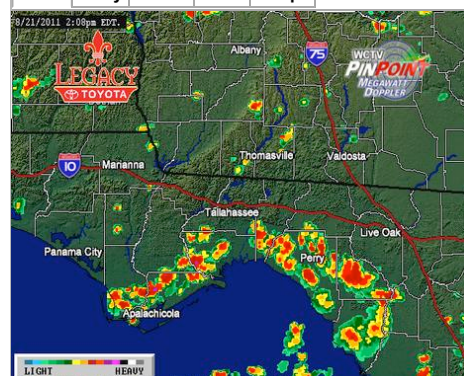 8/21/2011 2:08pm EDT.
LEGACY
TOYOTA
Albany
75
WCTV
PINPOINT
MEGAWATT
DOPPLER
10
Marianna
Thomasville
Valdosta
Tallahassee
Live Oak
Panama City
Perry
Apalachicola
LIGHT HEAVY